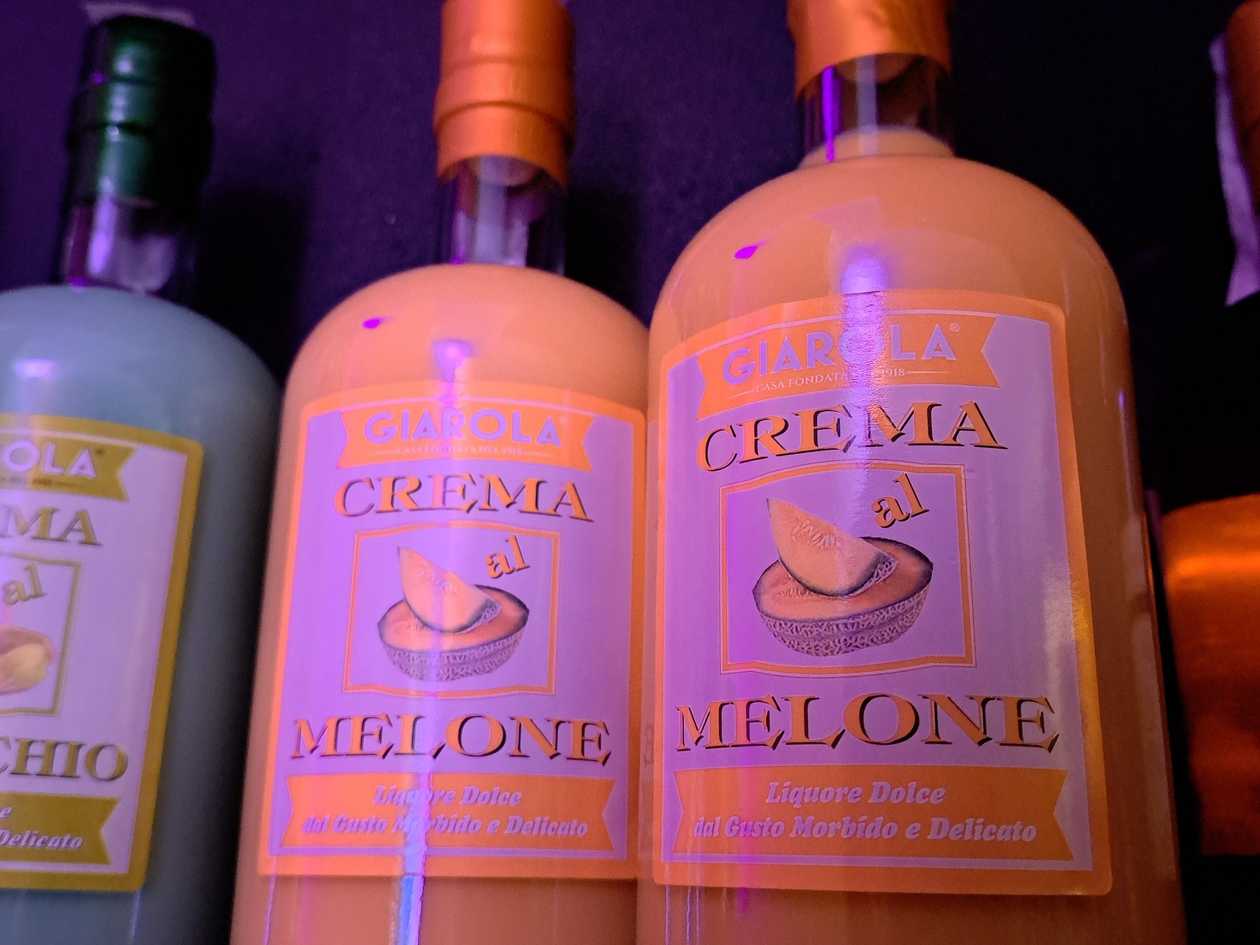 OLA
MA
al
CHIO
e
Delicato
GIAROLA
CREMA
al
MELONE
Liquore Dolce
dal Gusto Morbido e Delicato
GIAROLA®
CASA FONDATA 1918
CREMA
al
MELONE
Liquore Dolce
dal Gusto Morbido e Delicato